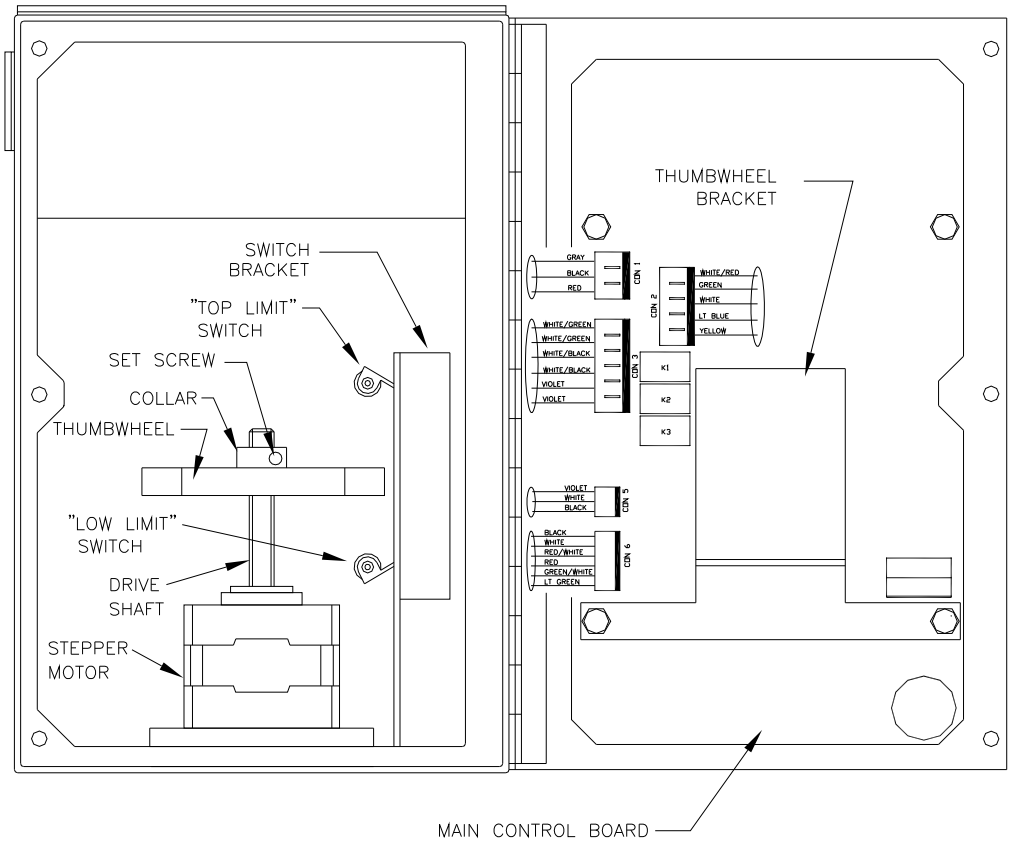 THUMBWHEEL
BRACKET
SWITCH
BRACKET
"TOP LIMIT"
SWITCH
SET SCREW
COLLAR
THUMBWHEEL
"LOW LIMIT"
SWITCH
DRIVE
SHAFT
STEPPER
MOTOR
GRAY
BLACK
RED
CON 1
WHITE/RED
GREEN
WHITE
LT BLUE
YELLOW
CON 2
WHITE/GREEN
WHITE/GREEN
WHITE/BLACK
WHITE/BLACK
VIOLET
VIOLET
CON 3
K1
K2
K3
VIOLET
WHITE
BLACK
CON 5
BLACK
WHITE
RED/WHITE
RED
GREEN/WHITE
LT GREEN
CON 6
MAIN CONTROL BOARD